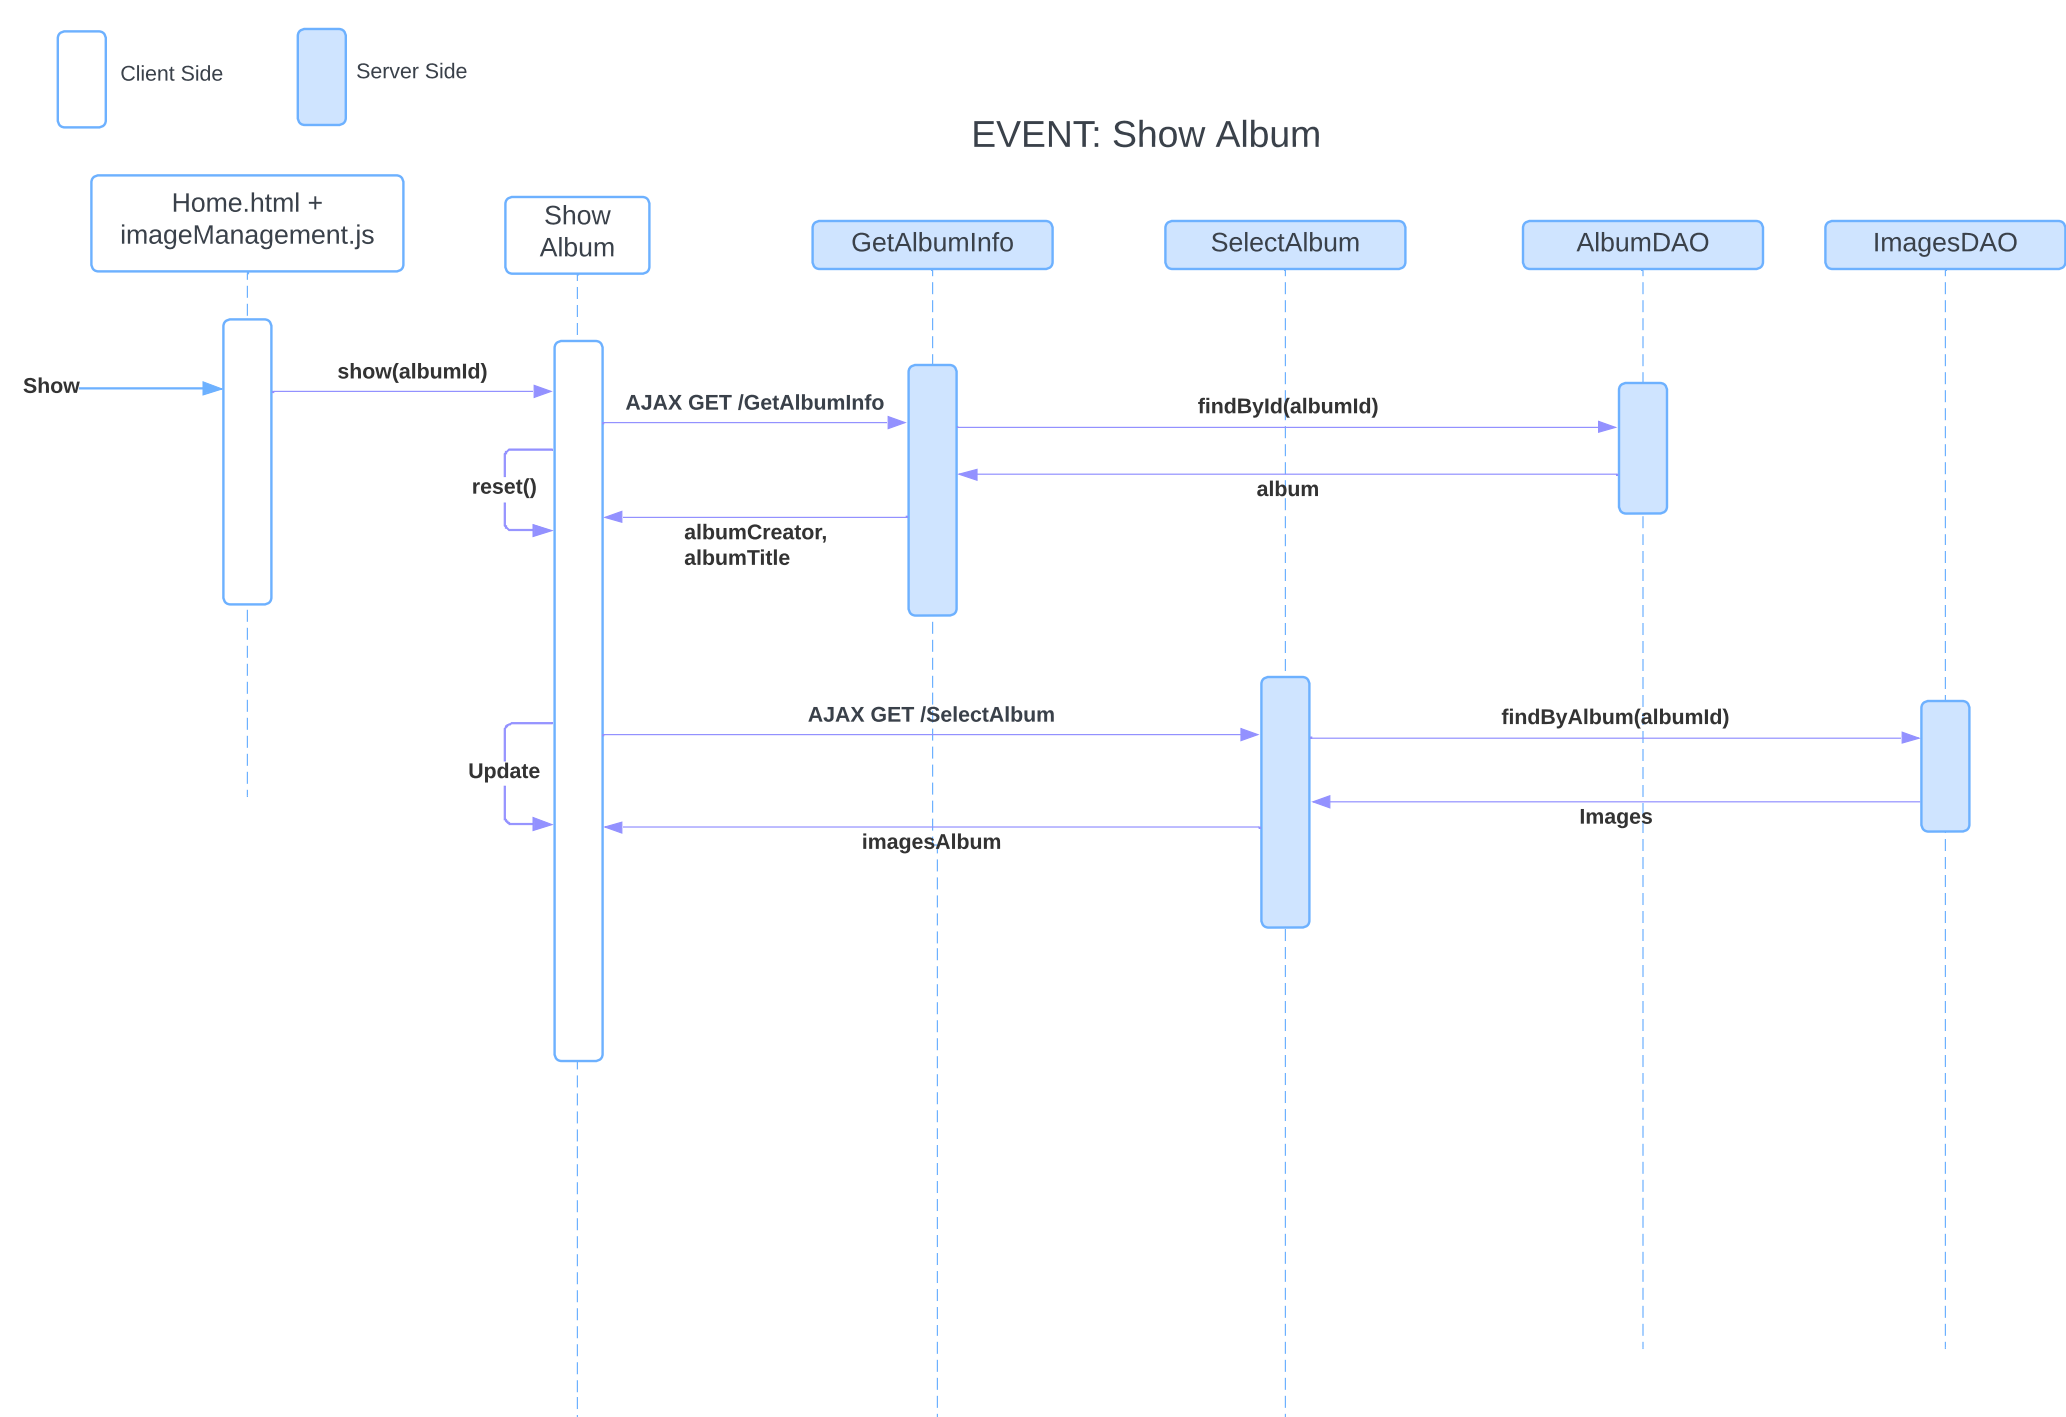 Client Side
Server Side
EVENT: Show Album
Home.html +
imageManagement.js
Show
Album
GetAlbumInfo
SelectAlbum
AlbumDAO
ImagesDAO
Show
show(albumId)
AJAX GET /GetAlbumInfo
findById(albumId)
reset()
album
albumCreator,
albumTitle
AJAX GET /SelectAlbum
findByAlbum(albumId)
Update
Images
imagesAlbum